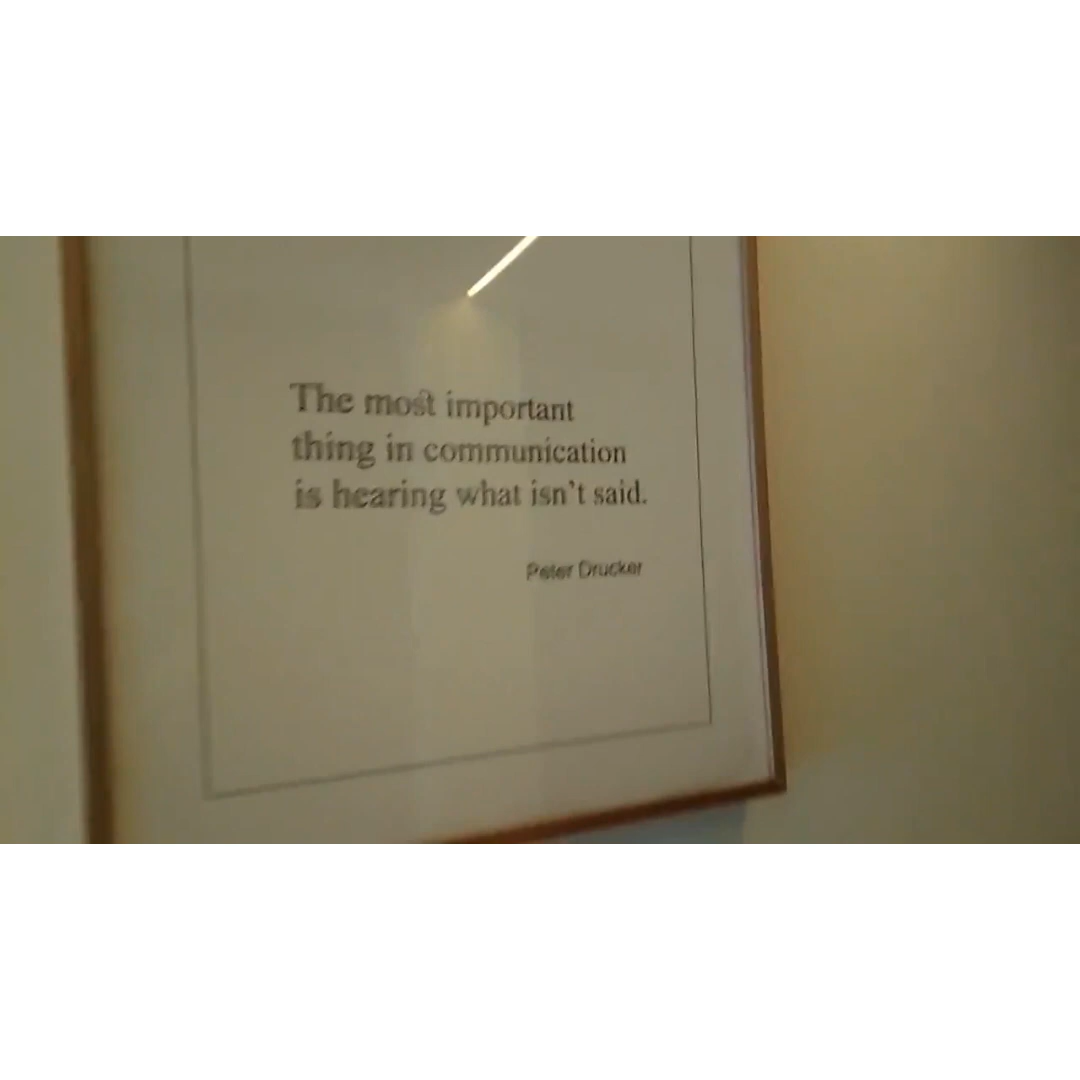 The most important
thing in communication
is hearing what isn't said.
Peter Drucker